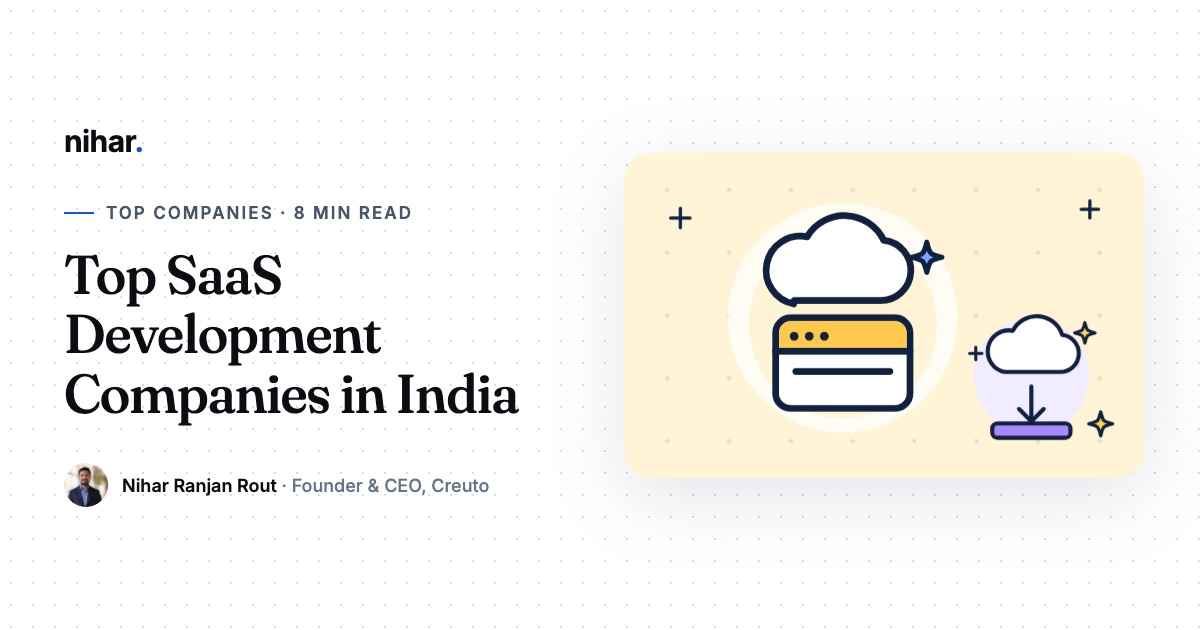 nihar.
TOP COMPANIES · 8 MIN READ
Top SaaS
Development
Companies in India
Nihar Ranjan Rout · Founder & CEO, Creuto